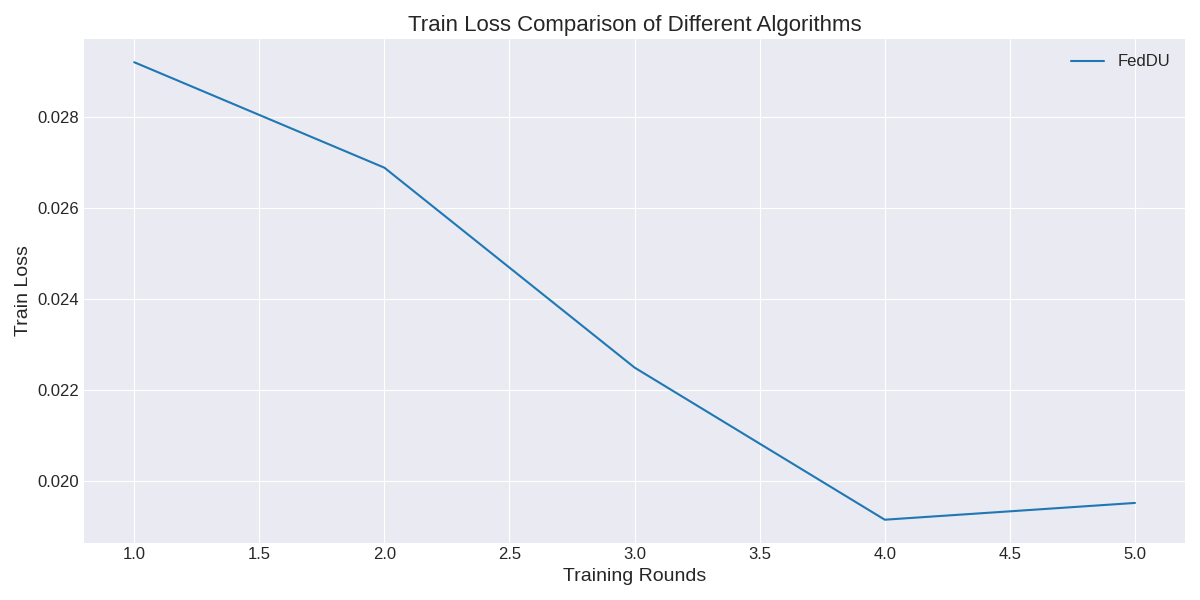 Train Loss Comparison of Different Algorithms
FedDU
Train Loss
0.028
0.026
0.024
0.022
0.020
1.0 1.5 2.0 2.5 3.0 3.5 4.0 4.5 5.0
Training Rounds